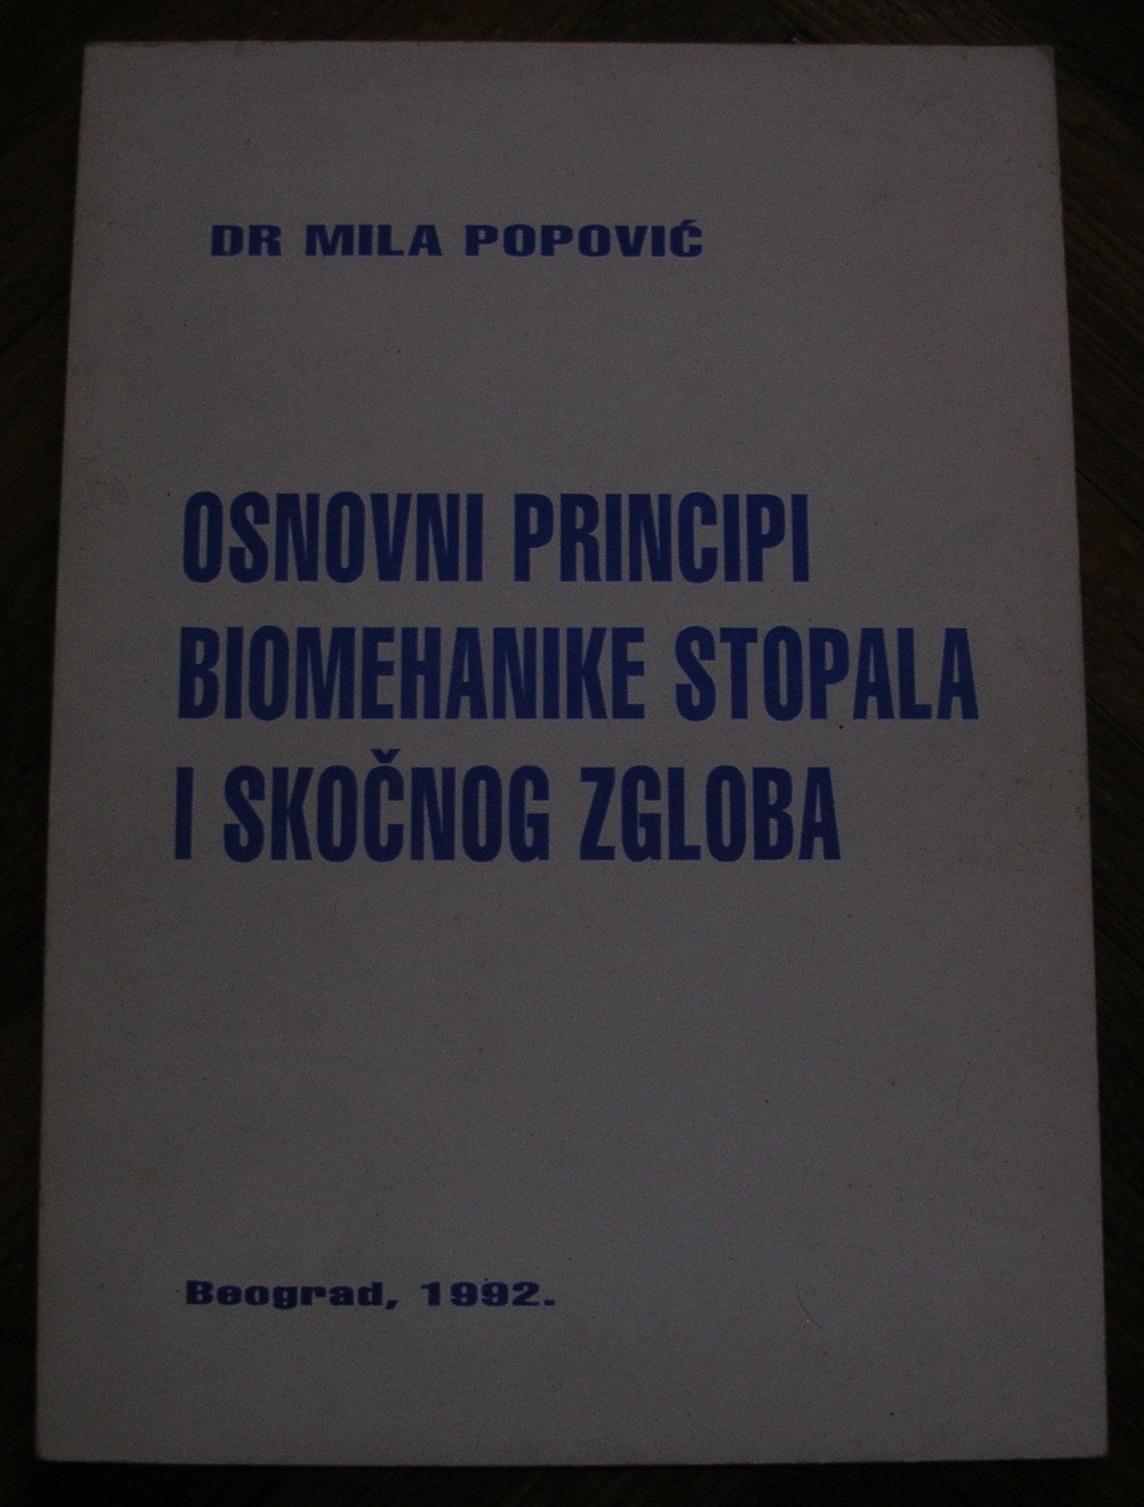 DR MILA POPOVIĆ
OSNOVNI PRINCIPI
BIOMEHANIKE STOPALA
I SKOČNOG ZGLOBA
Beograd, 1992.